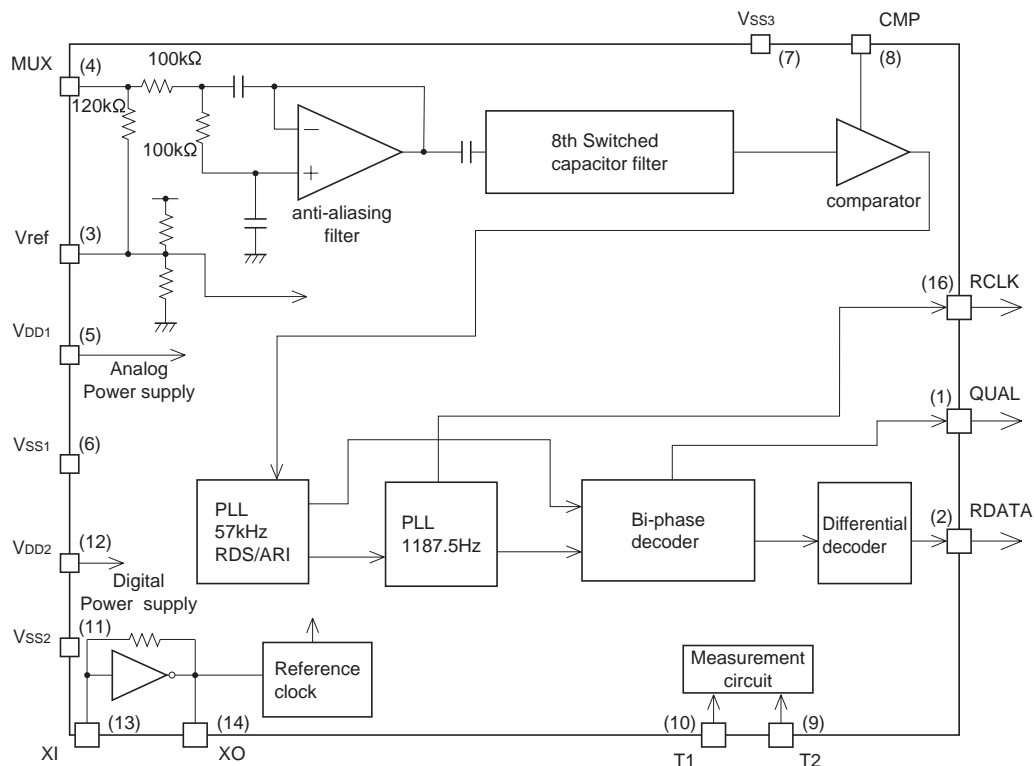 VSS3
CMP
(7)
(8)
MUX
(4)
100kΩ
120kΩ
100kΩ
−
+
anti-aliasing
filter
8th Switched
capacitor filter
comparator
Vref
(3)
(16)
RCLK
VDD1
(5)
Analog
Power supply
(1)
QUAL
VSS1
(6)
PLL
57kHz
RDS/ARI
PLL
1187.5Hz
Bi-phase
decoder
Differential
decoder
(2)
RDATA
VDD2
(12)
Digital
Power supply
VSS2
(11)
Reference
clock
Measurement
circuit
XI
(13)
(14)
XO
(10)
T1
(9)
T2